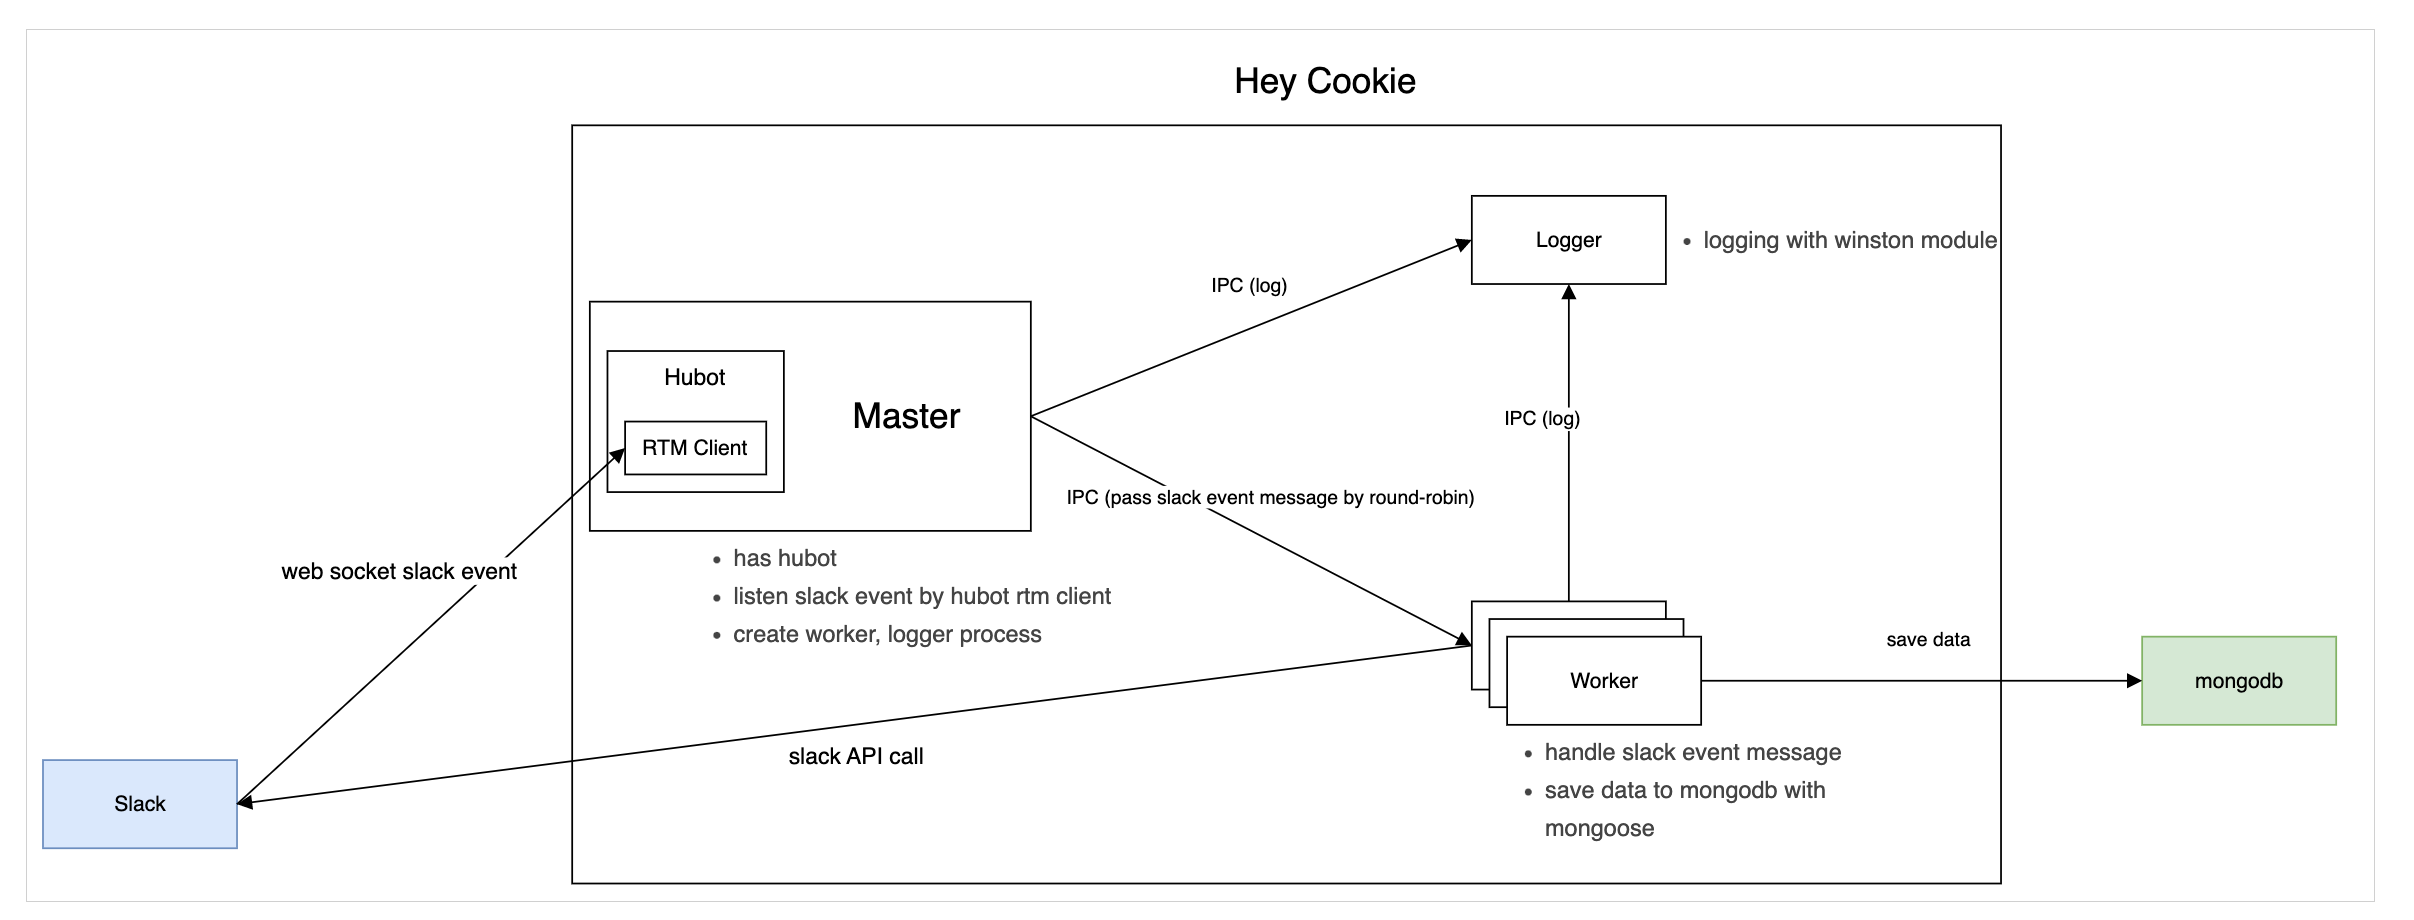 Hey Cookie
Logger
logging with winston module
IPC (log)
Hubot
RTM Client
Master
IPC (log)
IPC (pass slack event message by round-robin)
has hubot
listen slack event by hubot rtm client
create worker, logger process
web socket slack event
save data
Worker
mongodb
slack API call
handle slack event message
save data to mongodb with
mongoose
Slack